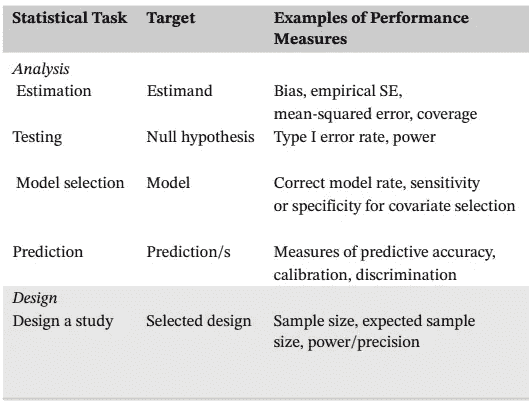 Statistical Task Target Examples of Performance
Measures
Analysis
Estimation Estimand Bias, empirical SE,
mean-squared error, coverage
Testing Null hypothesis Type I error rate, power
Model selection Model Correct model rate, sensitivity
or specificity for covariate selection
Prediction Prediction/s Measures of predictive accuracy,
calibration, discrimination
Design
Design a study Selected design Sample size, expected sample
size, power/precision